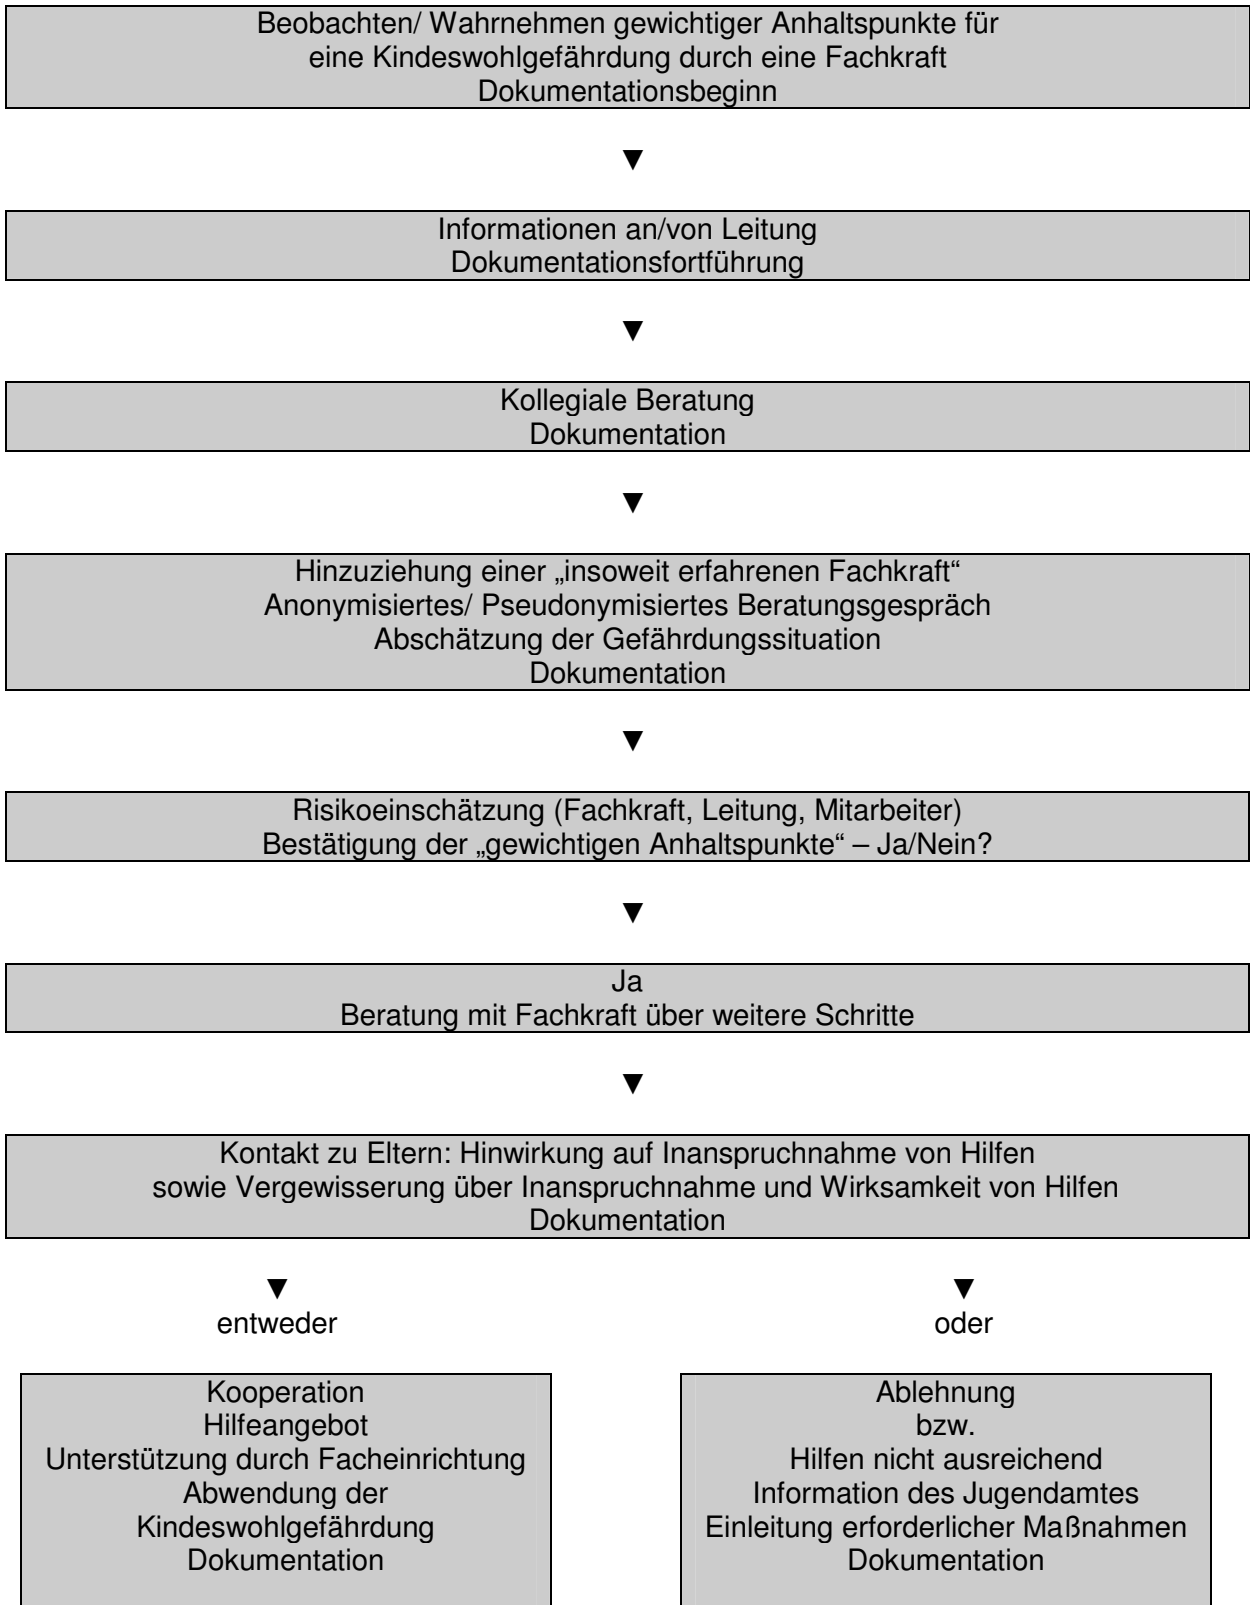 Beobachten/ Wahrnehmen gewichtiger Anhaltspunkte für
eine Kindeswohlgefährdung durch eine Fachkraft
Dokumentationsbeginn
▼
Informationen an/von Leitung
Dokumentationsfortführung
▼
Kollegiale Beratung
Dokumentation
▼
Hinzuziehung einer „insoweit erfahrenen Fachkraft“
Anonymisiertes/ Pseudonymisiertes Beratungsgespräch
Abschätzung der Gefährdungssituation
Dokumentation
▼
Risikoeinschätzung (Fachkraft, Leitung, Mitarbeiter)
Bestätigung der „gewichtigen Anhaltspunkte“ – Ja/Nein?
▼
Ja
Beratung mit Fachkraft über weitere Schritte
▼
Kontakt zu Eltern: Hinwirkung auf Inanspruchnahme von Hilfen
sowie Vergewisserung über Inanspruchnahme und Wirksamkeit von Hilfen
Dokumentation
▼
entweder
Kooperation
Hilfeangebot
Unterstützung durch Facheinrichtung
Abwendung der
Kindeswohlgefährdung
Dokumentation
▼
oder
Ablehnung
bzw.
Hilfen nicht ausreichend
Information des Jugendamtes
Einleitung erforderlicher Maßnahmen
Dokumentation